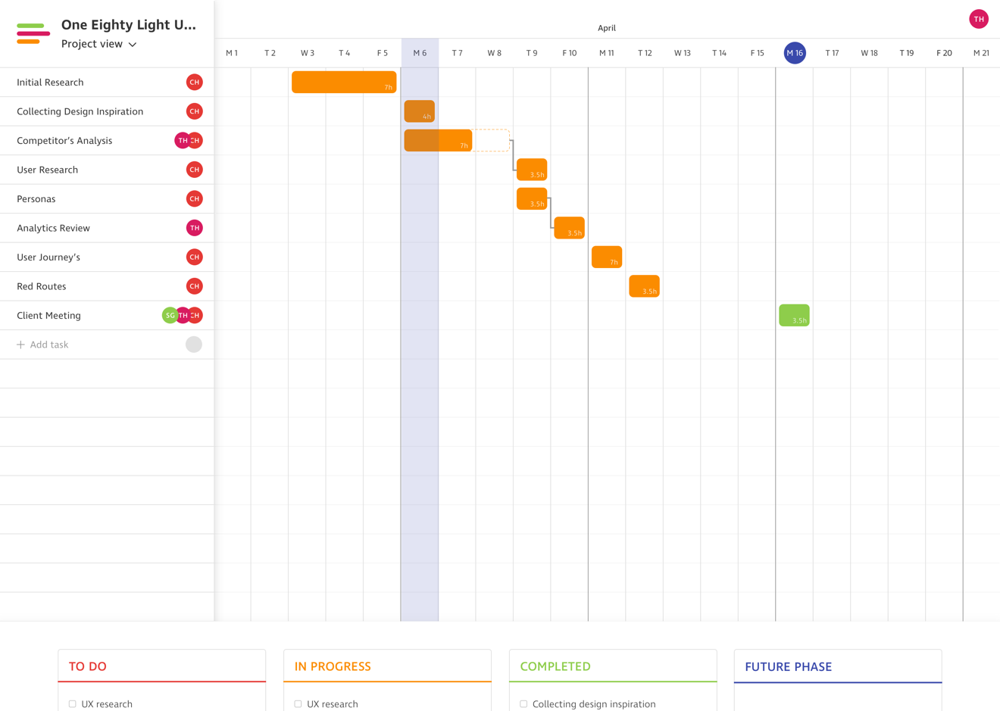 One Eighty Light U...
Project view
TH
April
M 1 T 2 W 3 T 4 F 5 M 6 T 7 W 8 T 9 F 10 M 11 T 12 W 13 T 14 F 15 M 16 T 17 W 18 T 19 F 20 M 21
Initial Research CH 7h
Collecting Design Inspiration CH 4h
Competitor’s Analysis TH CH 7h
User Research CH 3.5h
Personas CH 3.5h
Analytics Review TH 3.5h
User Journey’s CH 7h
Red Routes CH 3.5h
Client Meeting SG TH CH 3.5h
+ Add task
TO DO IN PROGRESS COMPLETED FUTURE PHASE
UX research UX research Collecting design inspiration